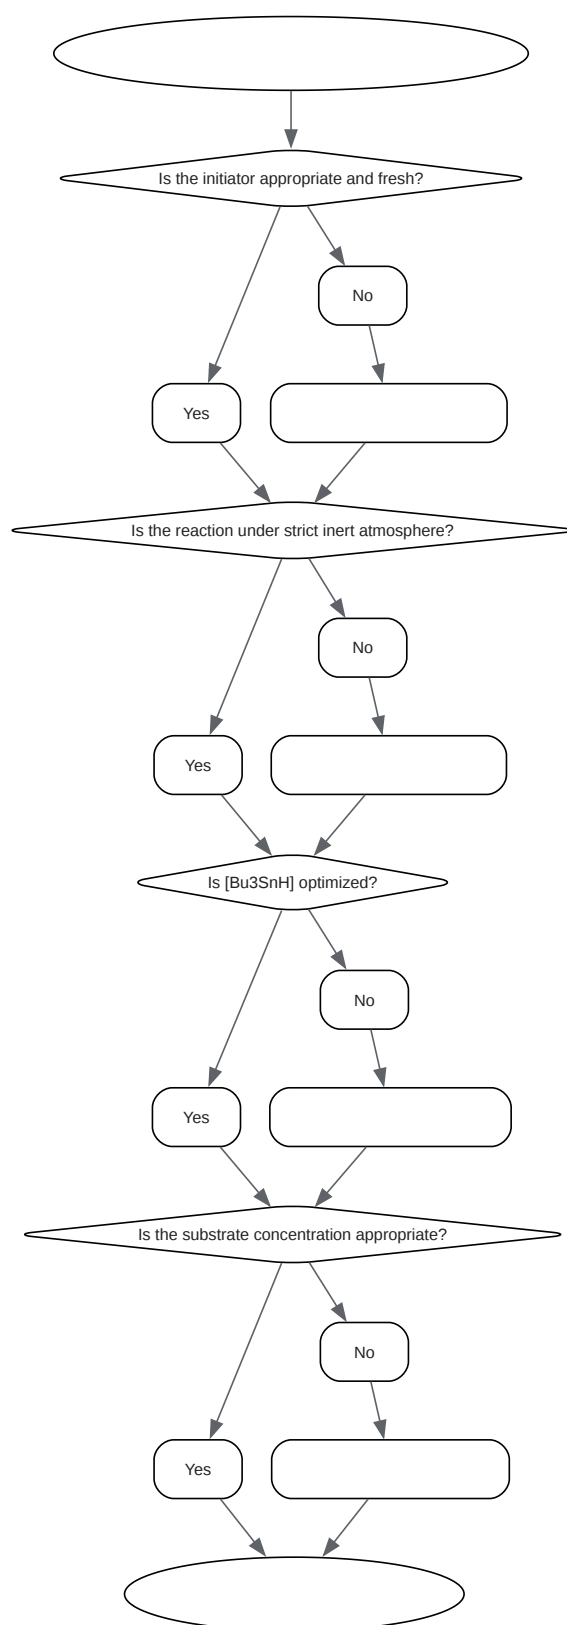 Is the initiator appropriate and fresh?
No
Yes
Is the reaction under strict inert atmosphere?
No
Yes
Is [Bu3SnH] optimized?
No
Yes
Is the substrate concentration appropriate?
No
Yes